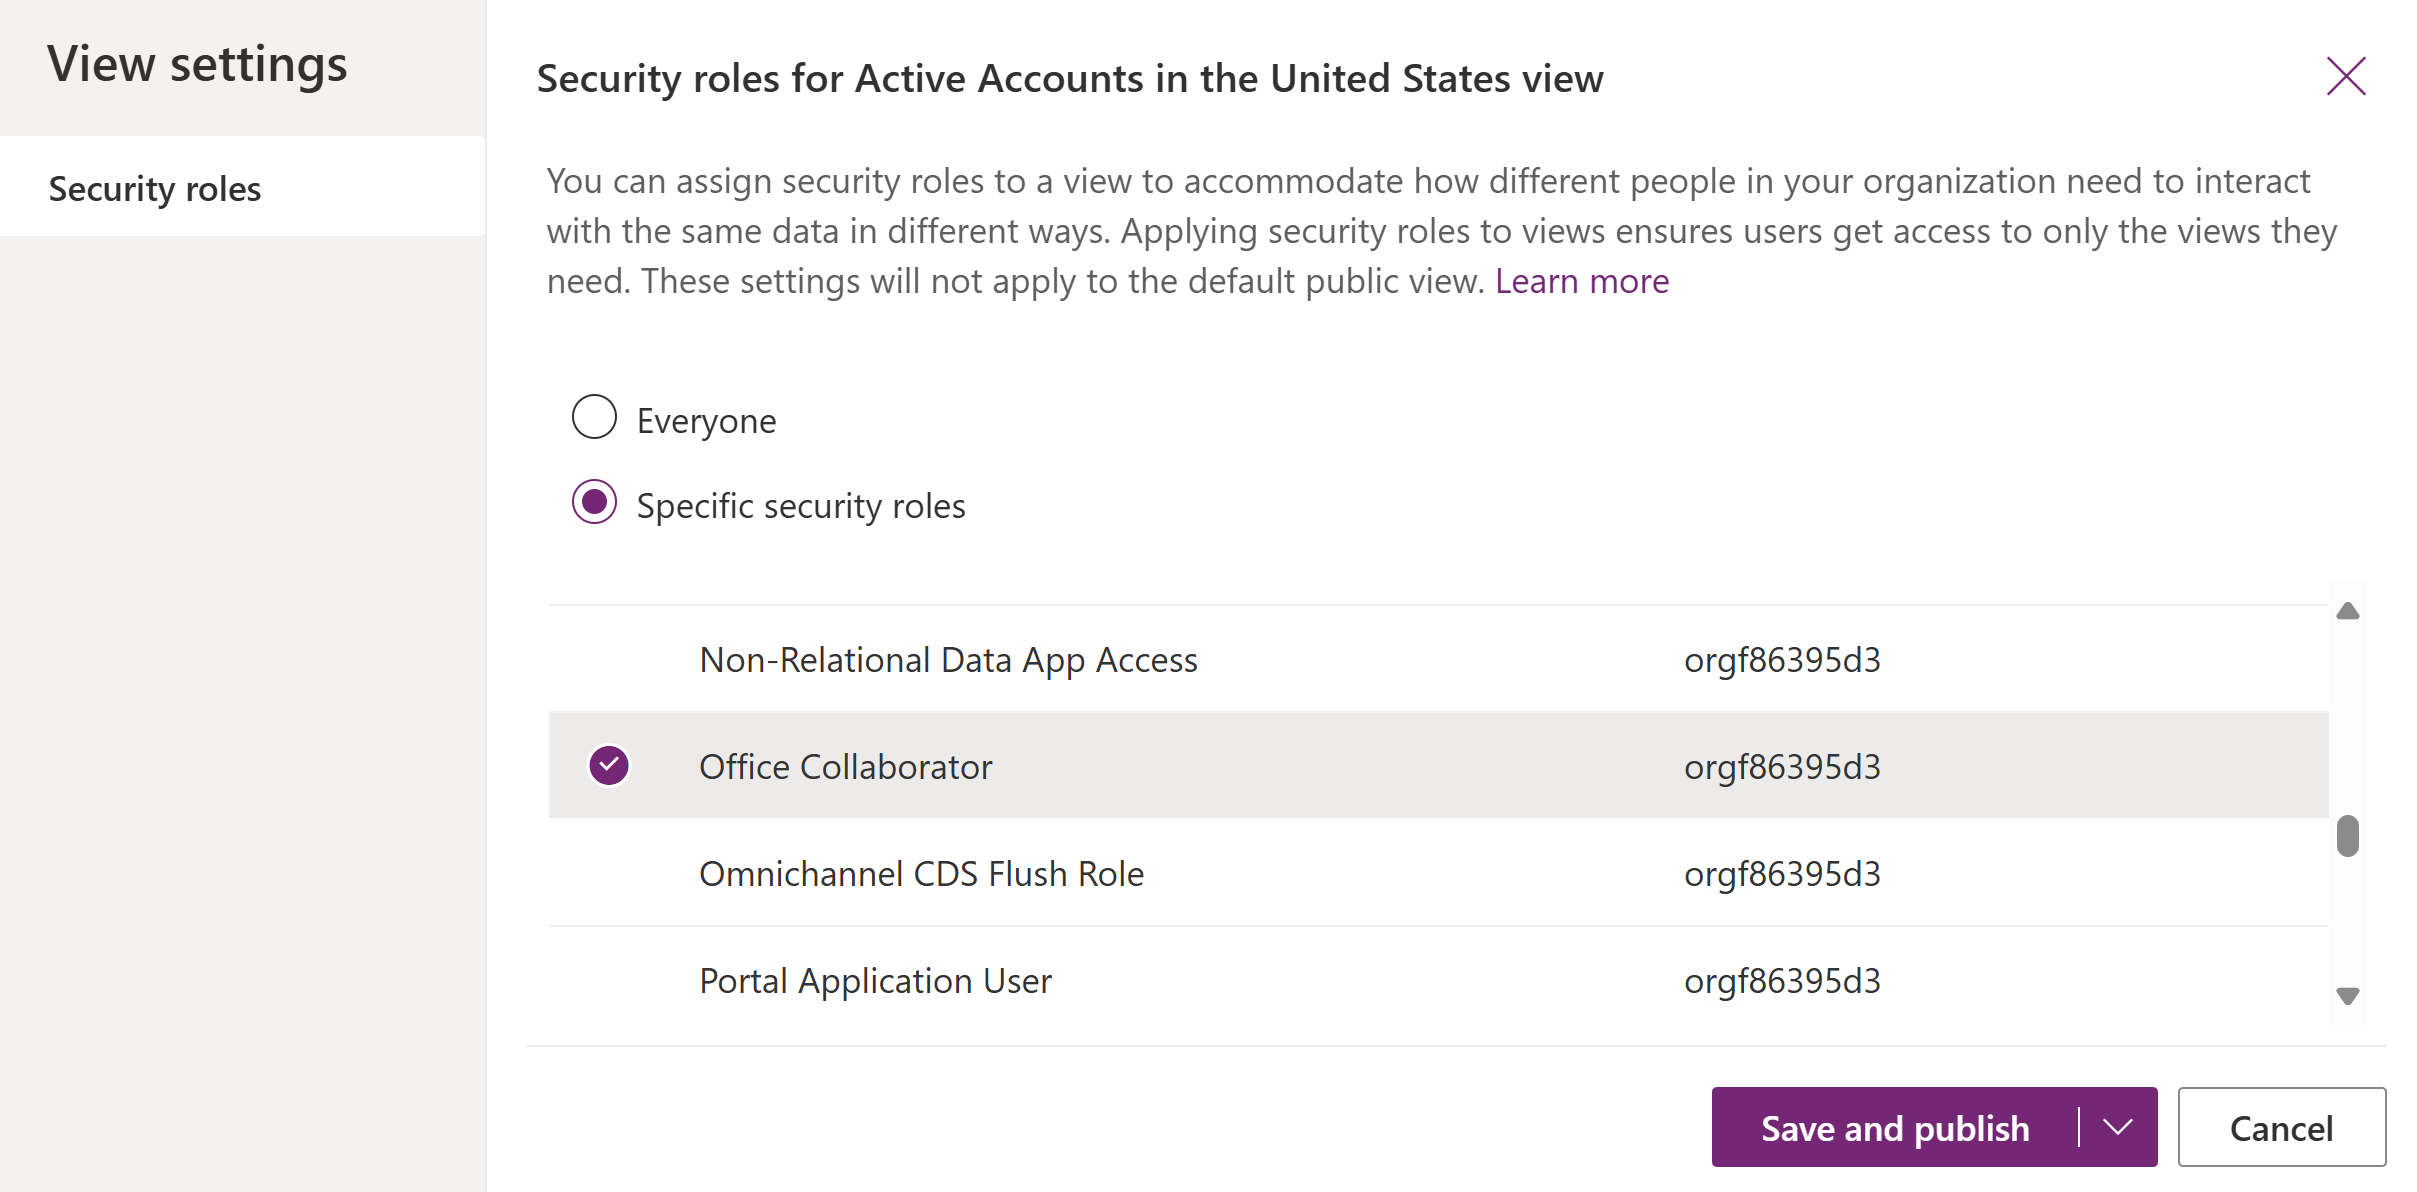 View settings
Security roles
Security roles for Active Accounts in the United States view
You can assign security roles to a view to accommodate how different people in your organization need to interact
with the same data in different ways. Applying security roles to views ensures users get access to only the views they
need. These settings will not apply to the default public view. Learn more
Everyone
Specific security roles
Non-Relational Data App Access orgf86395d3
Office Collaborator orgf86395d3
Omnichannel CDS Flush Role orgf86395d3
Portal Application User orgf86395d3
Save and publish Cancel